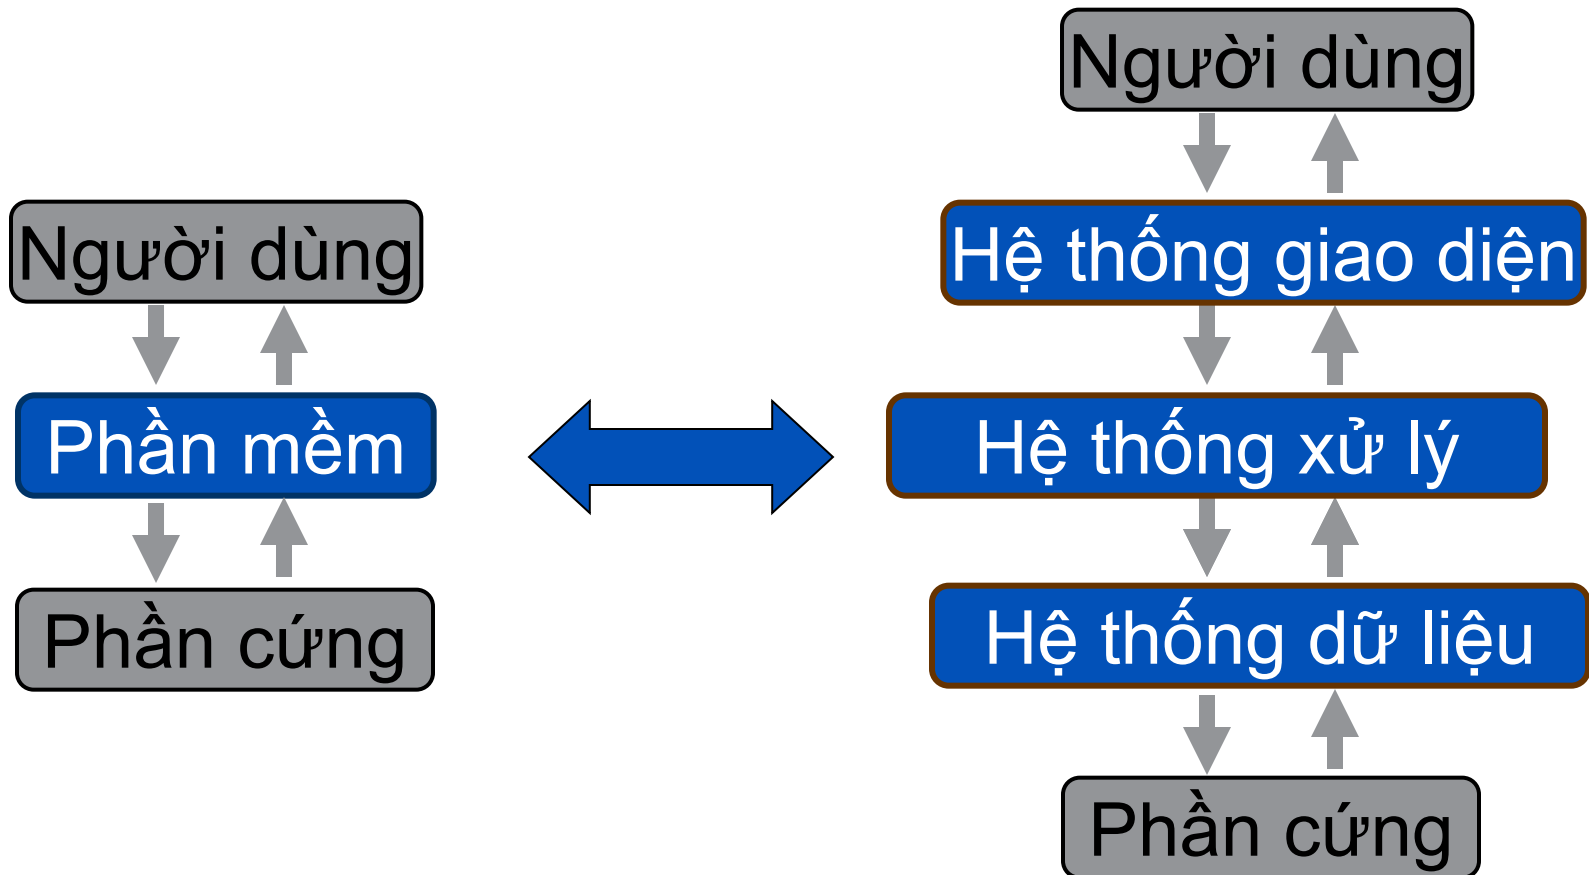 Người dùng
Phần mềm
Phần cứng
Người dùng
Hệ thống giao diện
Hệ thống xử lý
Hệ thống dữ liệu
Phần cứng